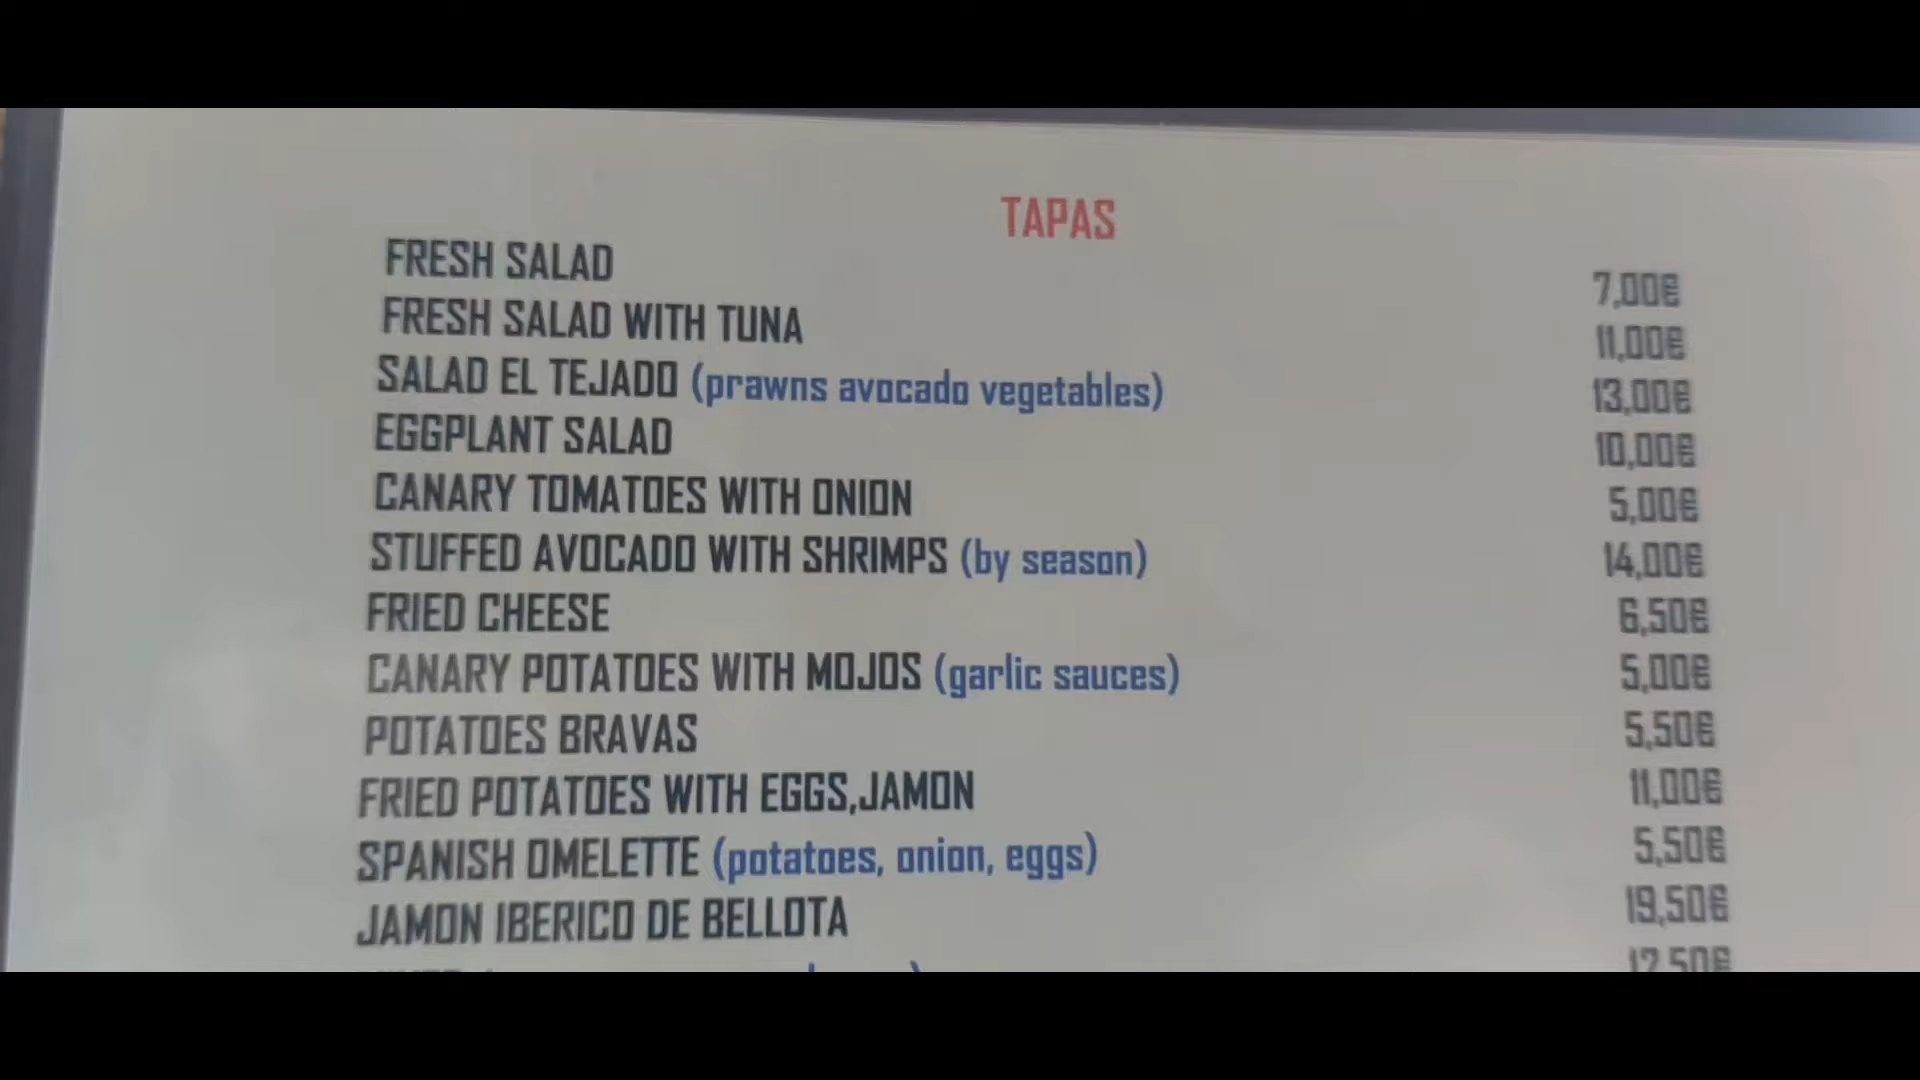 TAPAS
FRESH SALAD 7,00€
FRESH SALAD WITH TUNA 11,00€
SALAD EL TEJADO (prawns avocado vegetables) 13,00€
EGGPLANT SALAD 10,00€
CANARY TOMATOES WITH ONION 5,00€
STUFFED AVOCADO WITH SHRIMPS (by season) 14,00€
FRIED CHEESE 6,50€
CANARY POTATOES WITH MOJOS (garlic sauces) 5,00€
POTATOES BRAVAS 5,50€
FRIED POTATOES WITH EGGS,JAMON 11,00€
SPANISH OMELETTE (potatoes, onion, eggs) 5,50€
JAMON IBERICO DE BELLOTA 19,50€